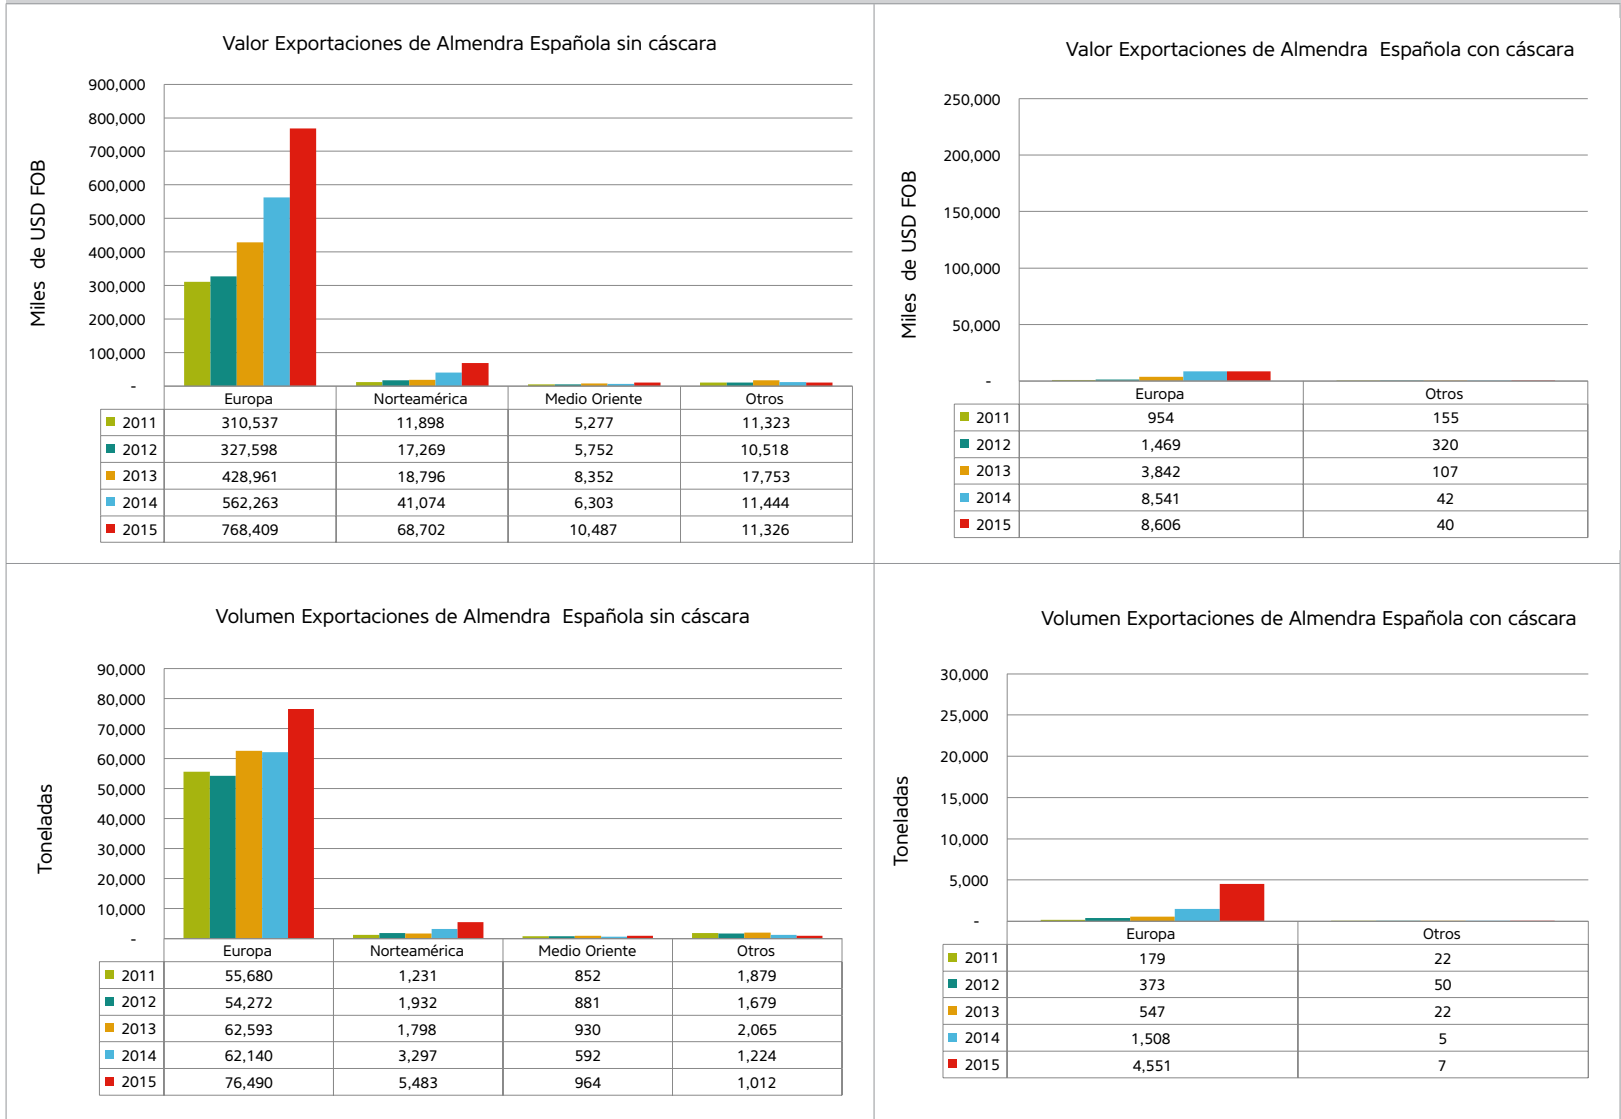 Valor Exportaciones de Almendra Española sin cáscara
Miles de USD FOB
900,000
800,000
700,000
600,000
500,000
400,000
300,000
200,000
100,000
-
Europa Norteamérica Medio Oriente Otros
2011 310,537 11,898 5,277 11,323
2012 327,598 17,269 5,752 10,518
2013 428,961 18,796 8,352 17,753
2014 562,263 41,074 6,303 11,444
2015 768,409 68,702 10,487 11,326
Valor Exportaciones de Almendra Española con cáscara
Miles de USD FOB
250,000
200,000
150,000
100,000
50,000
-
Europa Otros
2011 954 155
2012 1,469 320
2013 3,842 107
2014 8,541 42
2015 8,606 40
Volumen Exportaciones de Almendra Española sin cáscara
Toneladas
90,000
80,000
70,000
60,000
50,000
40,000
30,000
20,000
10,000
-
Europa Norteamérica Medio Oriente Otros
2011 55,680 1,231 852 1,879
2012 54,272 1,932 881 1,679
2013 62,593 1,798 930 2,065
2014 62,140 3,297 592 1,224
2015 76,490 5,483 964 1,012
Volumen Exportaciones de Almendra Española con cáscara
Toneladas
30,000
25,000
20,000
15,000
10,000
5,000
-
Europa Otros
2011 179 22
2012 373 50
2013 547 22
2014 1,508 5
2015 4,551 7